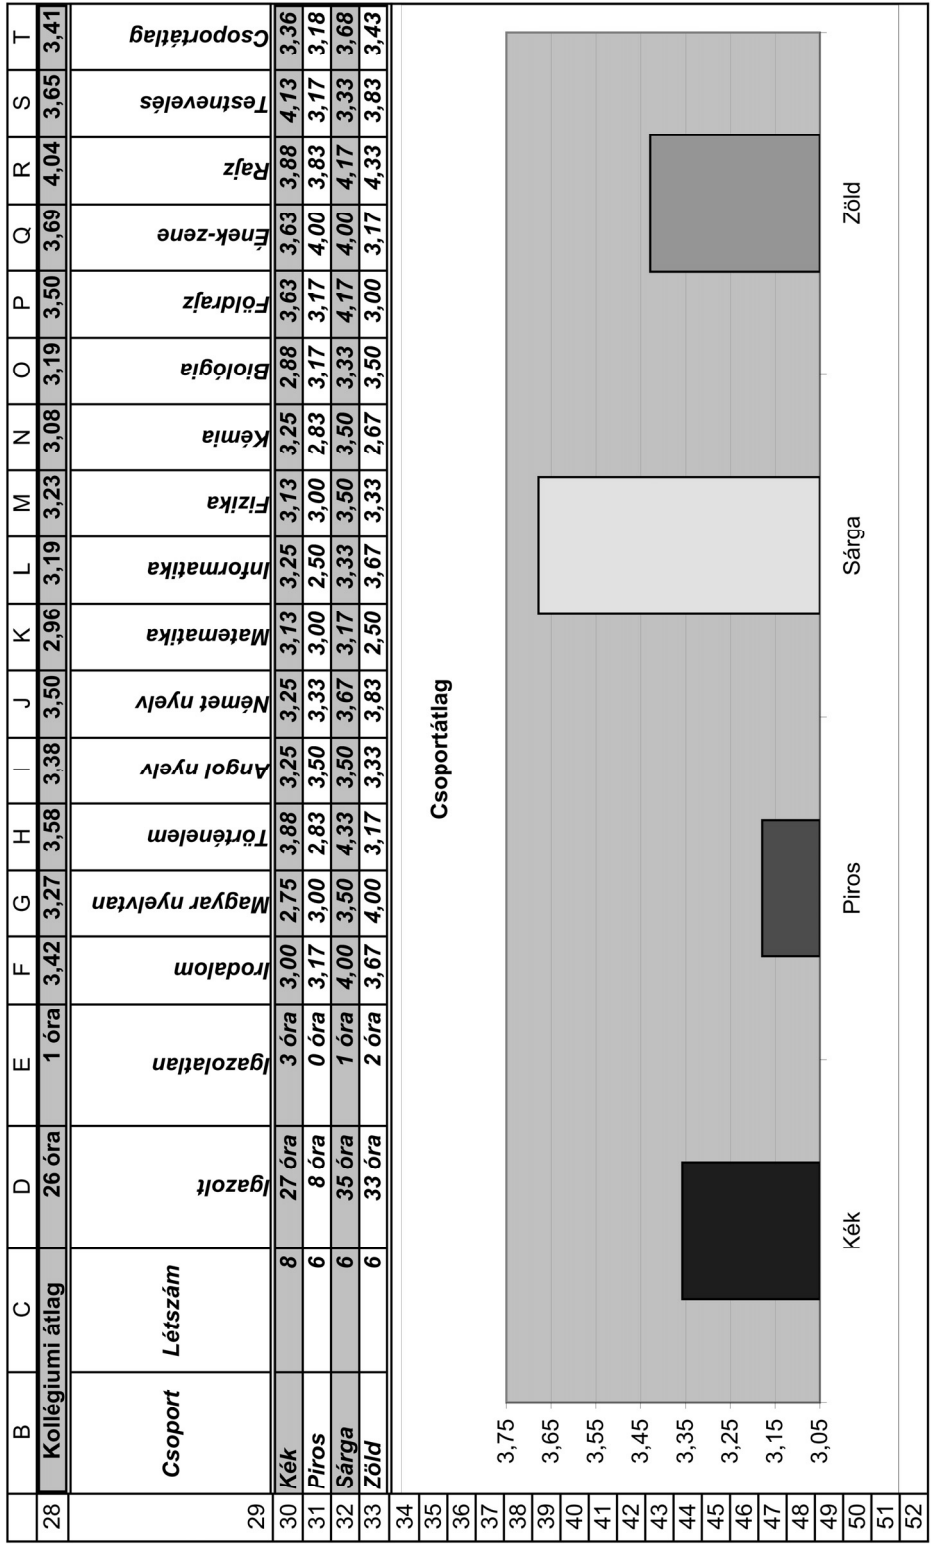 B C D E F G H I J K L M N O P Q R S T
28 Kollégiumi átlag 26 óra 1 óra 3,42 3,27 3,58 3,38 3,50 2,96 3,19 3,23 3,08 3,19 3,50 3,69 4,04 3,65 3,41
29 Csoport Létszám Igazolt Igazolatlan Irodalom Magyar nyelvtan Történelem Angol nyelv Német nyelv Matematika Informatika Fizika Kémia Biológia Földrajz Ének-zene Rajz Testnevelés Csoportátlag
30 Kék 8 27 óra 3 óra 3,00 2,75 3,88 3,25 3,25 3,13 3,25 3,13 3,25 2,88 3,63 3,63 3,88 4,13 3,36
31 Piros 6 8 óra 0 óra 3,17 3,00 2,83 3,50 3,33 3,00 2,50 3,00 2,83 3,17 3,17 4,00 3,83 3,17 3,18
32 Sárga 6 35 óra 1 óra 4,00 3,50 4,33 3,50 3,67 3,17 3,33 3,50 3,50 3,33 4,17 4,00 4,17 3,33 3,68
33 Zöld 6 33 óra 2 óra 3,67 4,00 3,17 3,33 3,83 2,50 3,67 3,33 2,67 3,50 3,00 3,17 4,33 3,83 3,43
34
35 Csoportátlag
36
37
38 3,75
39 3,65
40
41 3,55
42 3,45
43
44 3,35
45 3,25
46
47 3,15
48 3,05
49
50 Kék Piros Sárga Zöld
51
52